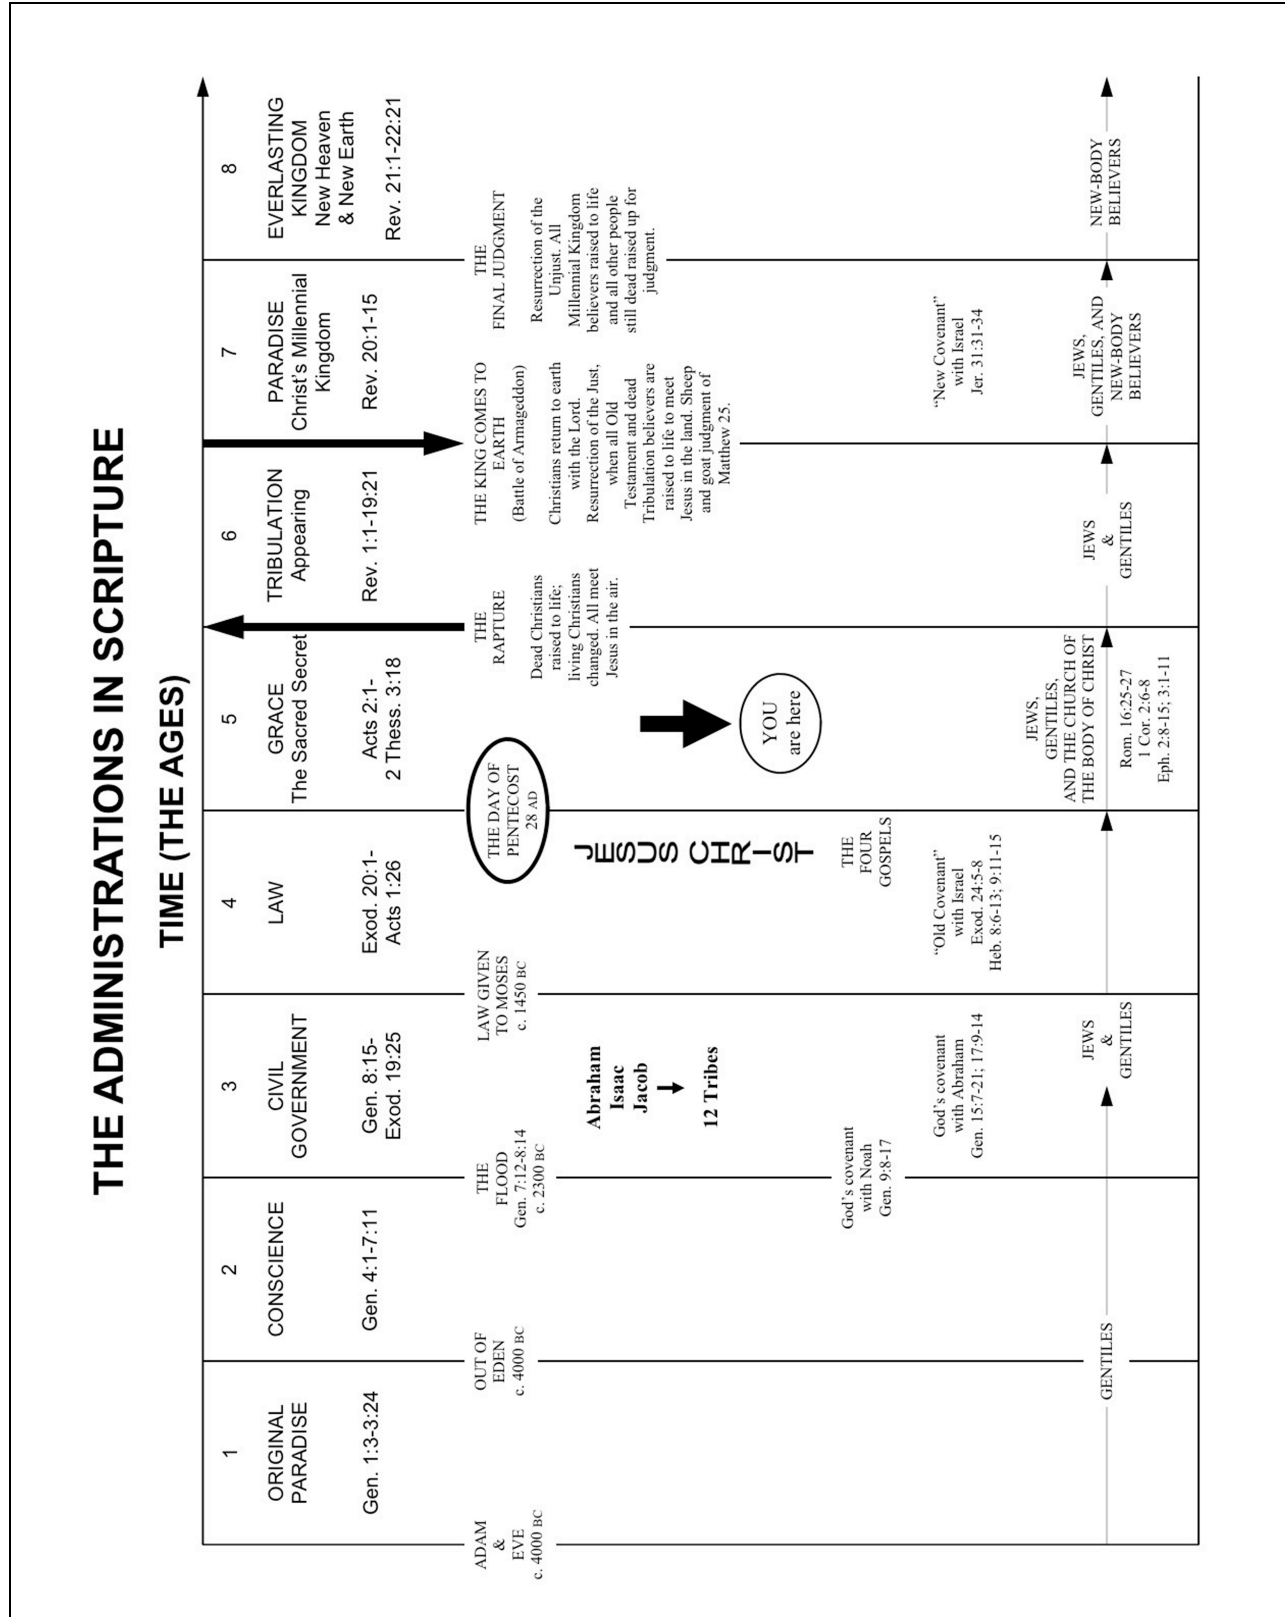 THE ADMINISTRATIONS IN SCRIPTURE
TIME (THE AGES)
1
ORIGINAL
PARADISE
Gen. 1:3-3:24
2
CONSCIENCE
Gen. 4:1-7:11
3
CIVIL
GOVERNMENT
Gen. 8:15-
Exod. 19:25
4
LAW
Exod. 20:1-
Acts 1:26
5
GRACE
The Sacred Secret
Acts 2:1-
2 Thess. 3:18
6
TRIBULATION
Appearing
Rev. 1:1-19:21
7
PARADISE
Christ's Millennial
Kingdom
Rev. 20:1-15
8
EVERLASTING
KINGDOM
New Heaven
& New Earth
Rev. 21:1-22:21
ADAM
&
EVE
c. 4000 BC
OUT OF
EDEN
c. 4000 BC
THE
FLOOD
Gen. 7:12-8:14
c. 2300 BC
LAW GIVEN
TO MOSES
c. 1450 BC
THE DAY OF
PENTECOST
28 AD
THE
RAPTURE
Dead Christians
raised to life;
living Christians
changed. All meet
Jesus in the air.
THE KING COMES TO
EARTH
(Battle of Armageddon)
Christians return to earth
with the Lord.
Resurrection of the Just,
when all Old
Testament and dead
Tribulation believers are
raised to life to meet
Jesus in the land. Sheep
and goat judgment of
Matthew 25.
THE
FINAL JUDGMENT
Resurrection of the
Unjust. All
Millennial Kingdom
believers raised to life
and all other people
still dead raised up for
judgment.
Abraham
Isaac
Jacob
12 Tribes
JESUS CHRIST
YOU
are here
God's covenant
with Noah
Gen. 9:8-17
THE
FOUR
GOSPELS
God's covenant
with Abraham
Gen. 15:7-21; 17:9-14
“Old Covenant”
with Israel
Exod. 24:5-8
Heb. 8:6-13; 9:11-15
“New Covenant”
with Israel
Jer. 31:31-34
GENTILES
JEWS
&
GENTILES
JEWS,
GENTILES,
AND THE CHURCH OF
THE BODY OF CHRIST
Rom. 16:25-27
1 Cor. 2:6-8
Eph. 2:8-15; 3:1-11
JEWS
&
GENTILES
JEWS,
GENTILES, AND
NEW-BODY
BELIEVERS
NEW-BODY
BELIEVERS